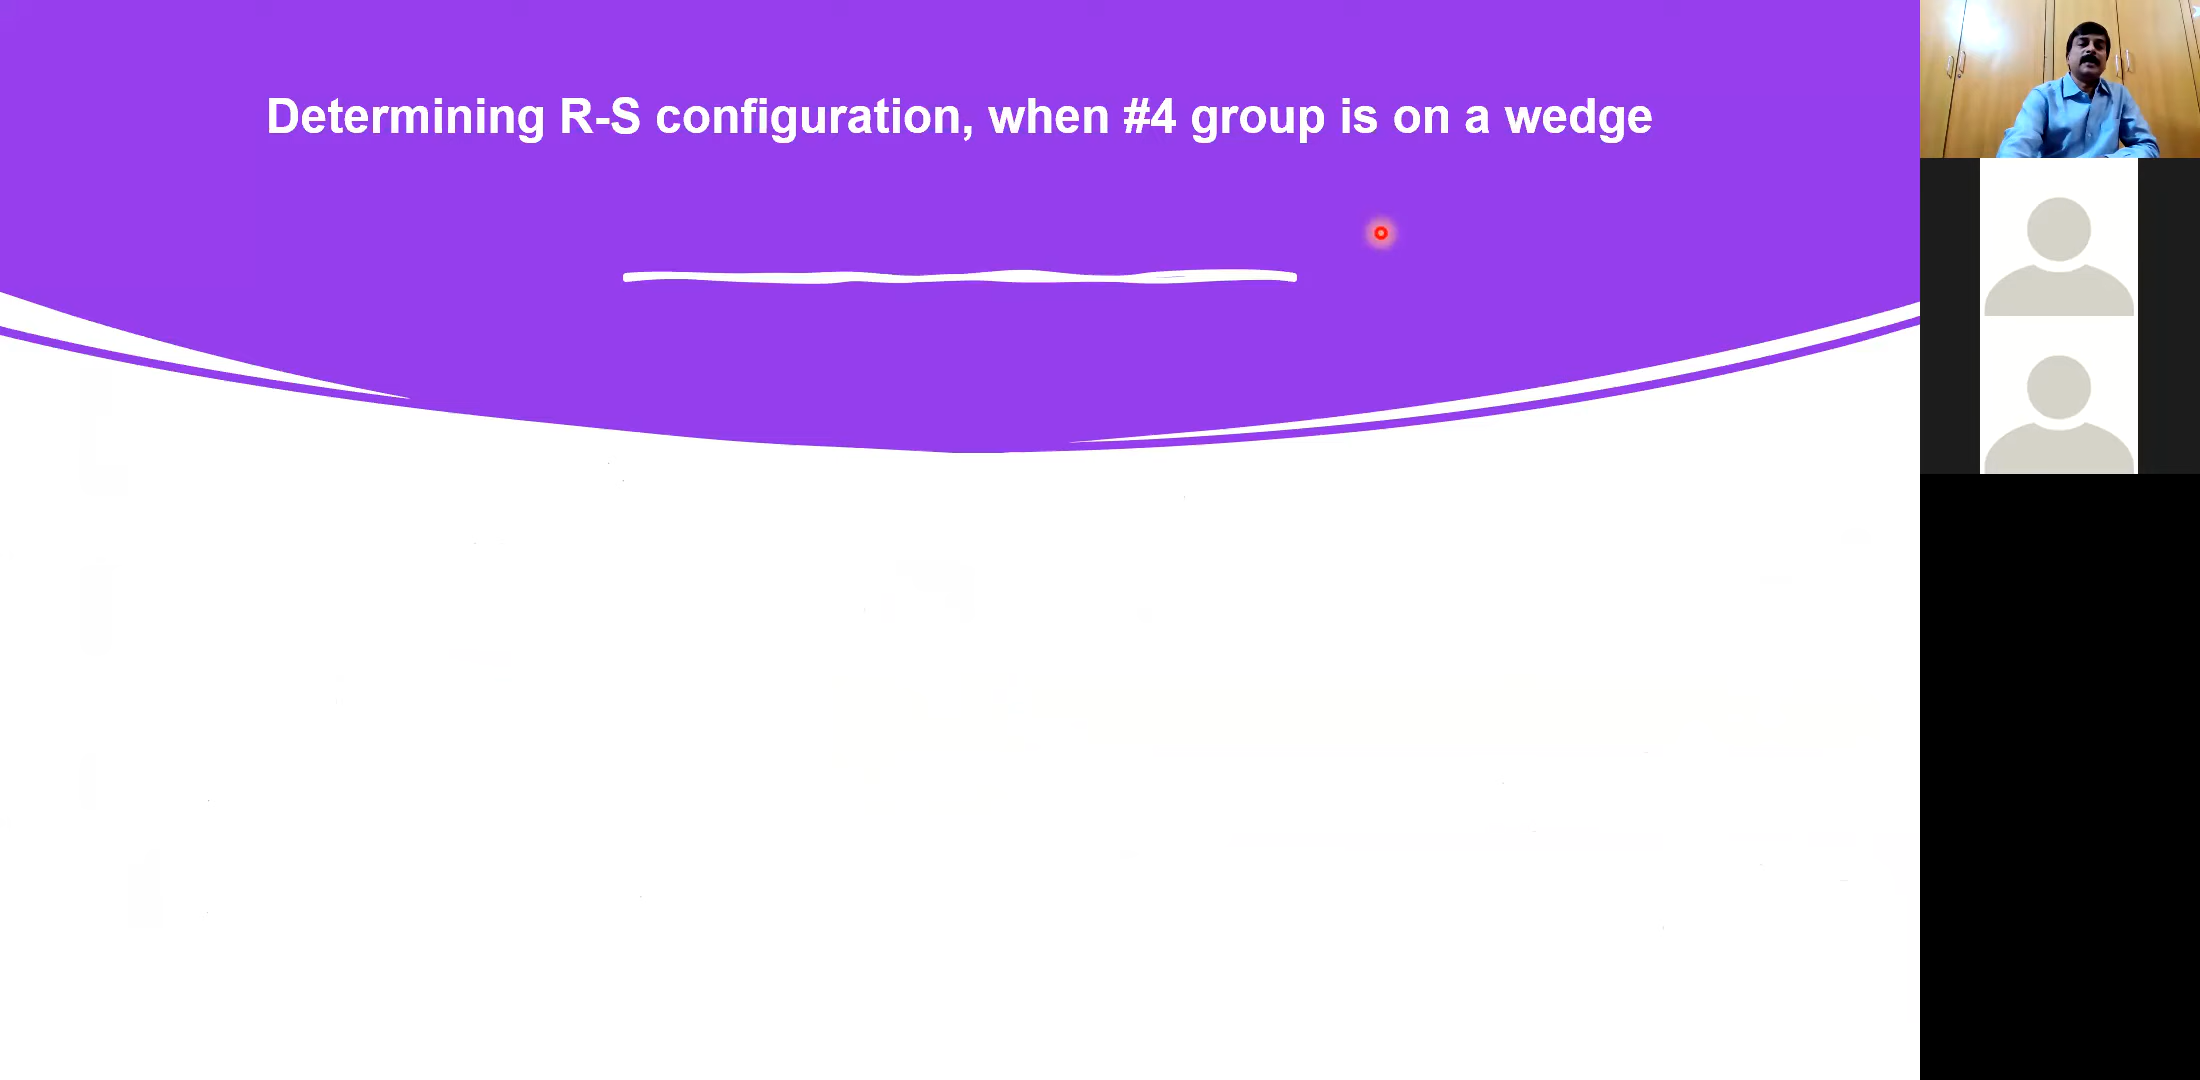 Determining R-S configuration, when #4 group is on a wedge